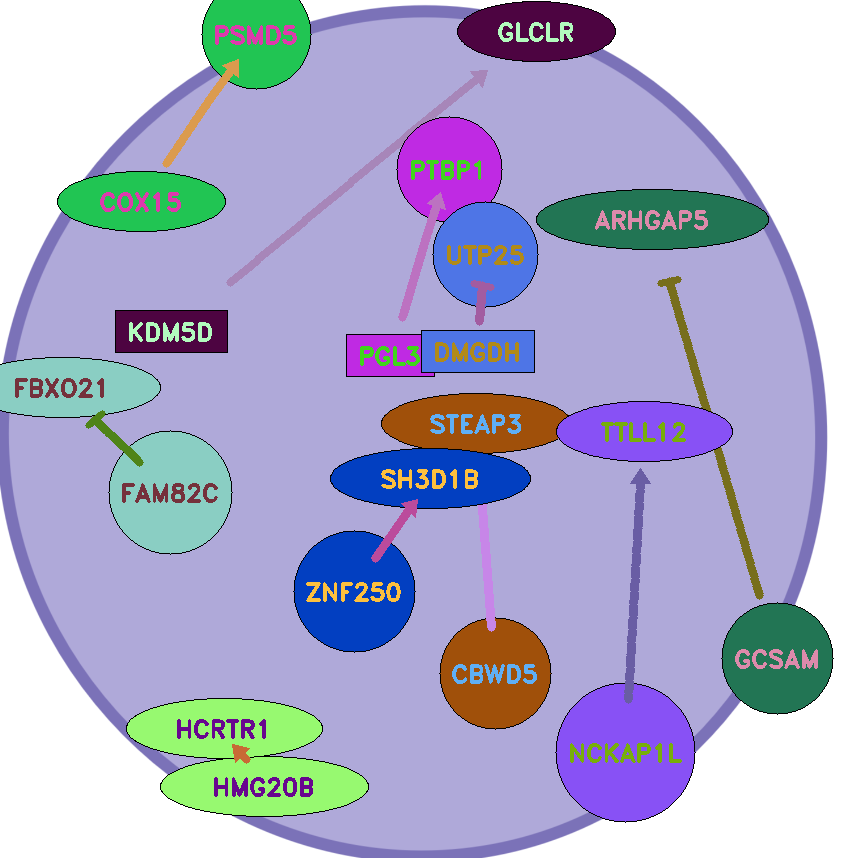 PSMD5
GLCLR
PTBP1
COX15
ARHGAP5
UTP25
KDM5D
PGL3
DMGDH
FBXO21
STEAP3
TTLL12
SH3D1B
FAM82C
ZNF250
GCSAM
CBWD5
HCRTR1
NCKAP1L
HMG20B